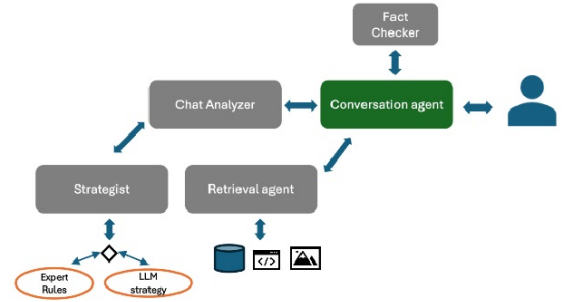 Fact
Checker
Chat Analyzer
Conversation agent
Strategist
Retrieval agent
</>
Expert
Rules
LLM
strategy